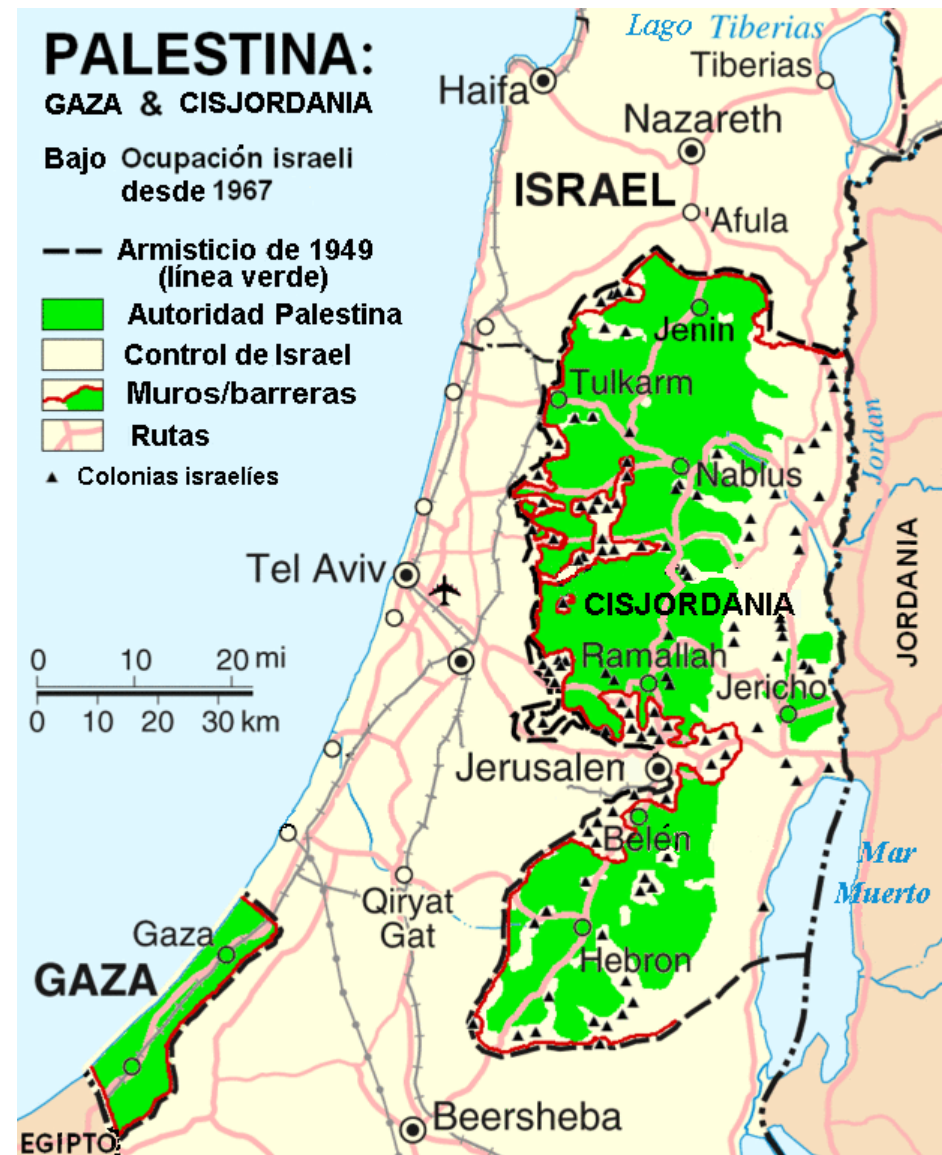 PALESTINA:
GAZA & CISJORDANIA
Bajo Ocupación israeli
desde 1967
Armisticio de 1949
(línea verde)
Autoridad Palestina
Control de Israel
Muros/barreras
Rutas
Colonias israelíes
Lago Tiberias
Tiberias
Haifa
Nazareth
ISRAEL
'Afula
Jenin
Tulkarm
Nablus
Jordan
JORDANIA
Tel Aviv
CISJORDANIA
0 10 20 mi
0 10 20 30 km
Ramallah
Jericho
Jerusalen
Belén
Mar
Muerto
Qiryat
Gat
Gaza
GAZA
Hebron
Beersheba
EGIPTO